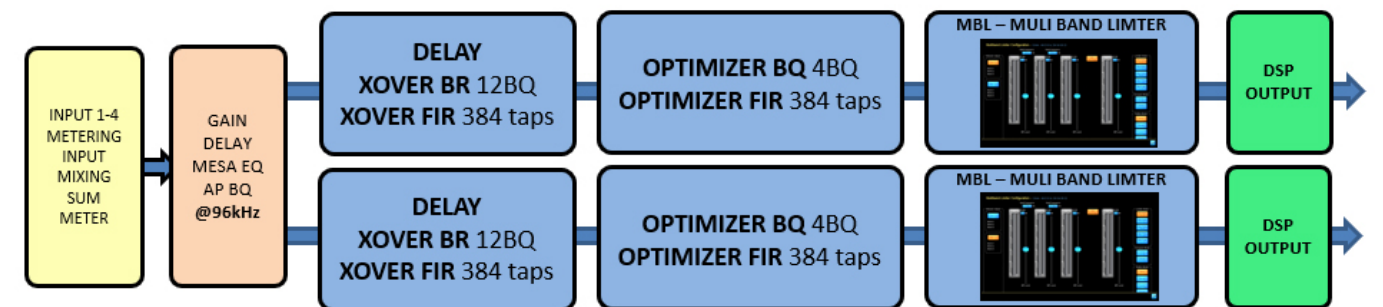 INPUT 1-4
METERING
INPUT
MIXING
SUM
METER
GAIN
DELAY
MESA EQ
AP BQ
@96kHz
DELAY
XOVER BR 12BQ
XOVER FIR 384 taps
OPTIMIZER BQ 4BQ
OPTIMIZER FIR 384 taps
MBL – MULI BAND LIMTER
DSP
OUTPUT
DELAY
XOVER BR 12BQ
XOVER FIR 384 taps
OPTIMIZER BQ 4BQ
OPTIMIZER FIR 384 taps
MBL – MULI BAND LIMTER
DSP
OUTPUT